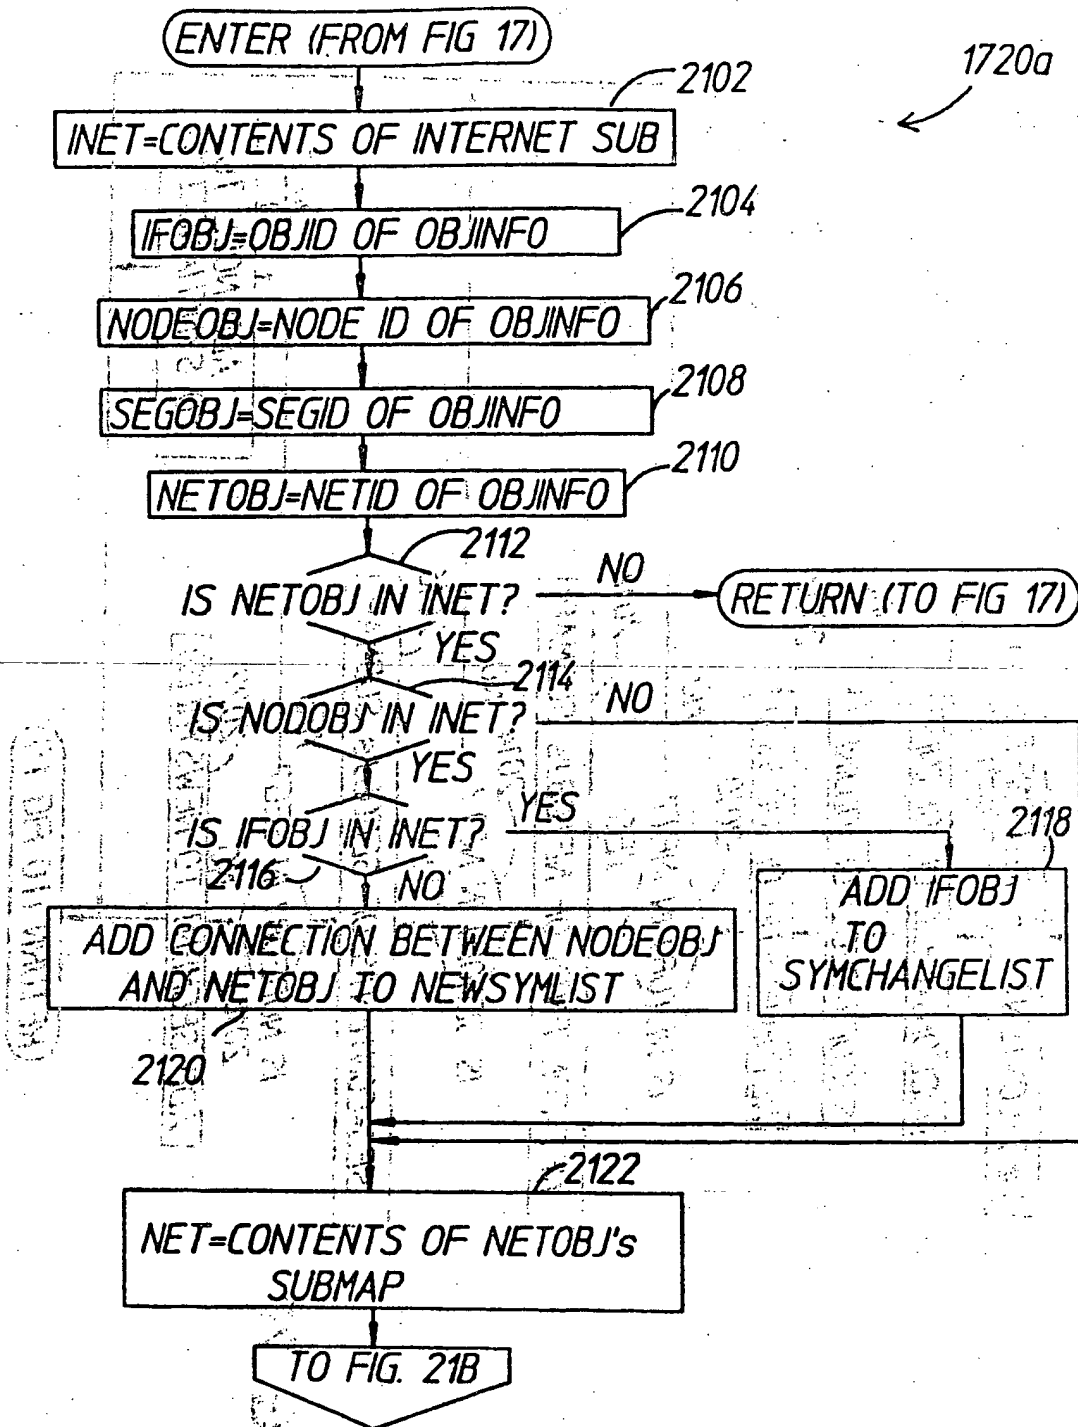 ENTER (FROM FIG 17)
1720a
2102
INET=CONTENTS OF INTERNET SUB
2104
IFOBJ=OBJID OF OBJINFO
2106
NODEOBJ=NODE ID OF OBJINFO
2108
SEGOBJ=SEGID OF OBJINFO
2110
NETOBJ=NETID OF OBJINFO
2112
IS NETOBJ IN INET?
NO
RETURN (TO FIG 17)
YES
2114
IS NODOBJ IN INET?
NO
YES
IS IFOBJ IN INET?
YES
2116
NO
2118
ADD IFOBJ
TO
SYMCHANGELIST
ADD CONNECTION BETWEEN NODEOBJ
AND NETOBJ TO NEWSYMLIST
2120
2122
NET=CONTENTS OF NETOBJ's
SUBMAP
TO FIG. 21B